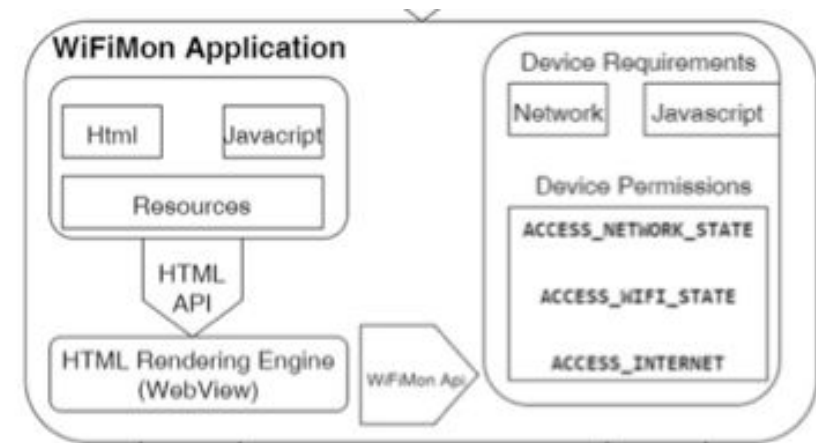 WiFiMon Application
Html
Javacript
Resources
HTML
API
HTML Rendering Engine
(WebView)
WiFiMon Api
Device Requirements
Network
Javascript
Device Permissions
ACCESS_NETWORK_STATE
ACCESS_WIFI_STATE
ACCESS_INTERNET